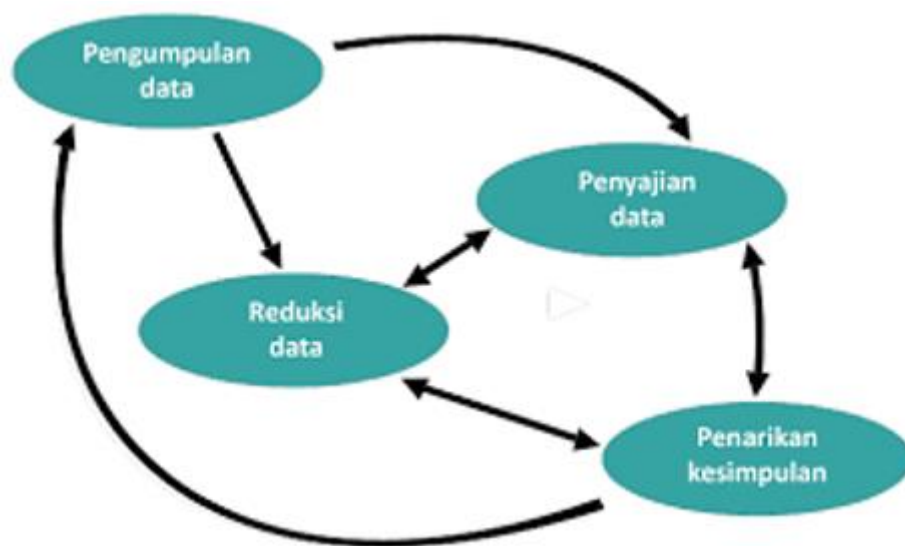 Pengumpulan
data
Penyajian
data
Reduksi
data
Penarikan
kesimpulan